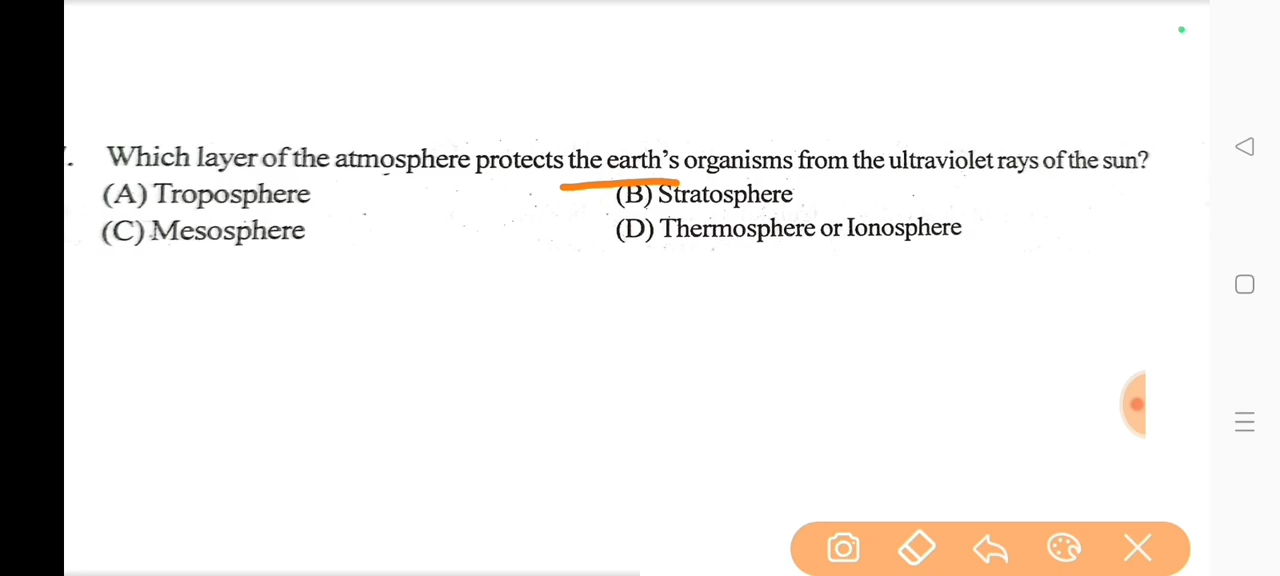 . Which layer of the atmosphere protects the earth's organisms from the ultraviolet rays of the sun?
(A) Troposphere (B) Stratosphere
(C) Mesosphere (D) Thermosphere or Ionosphere